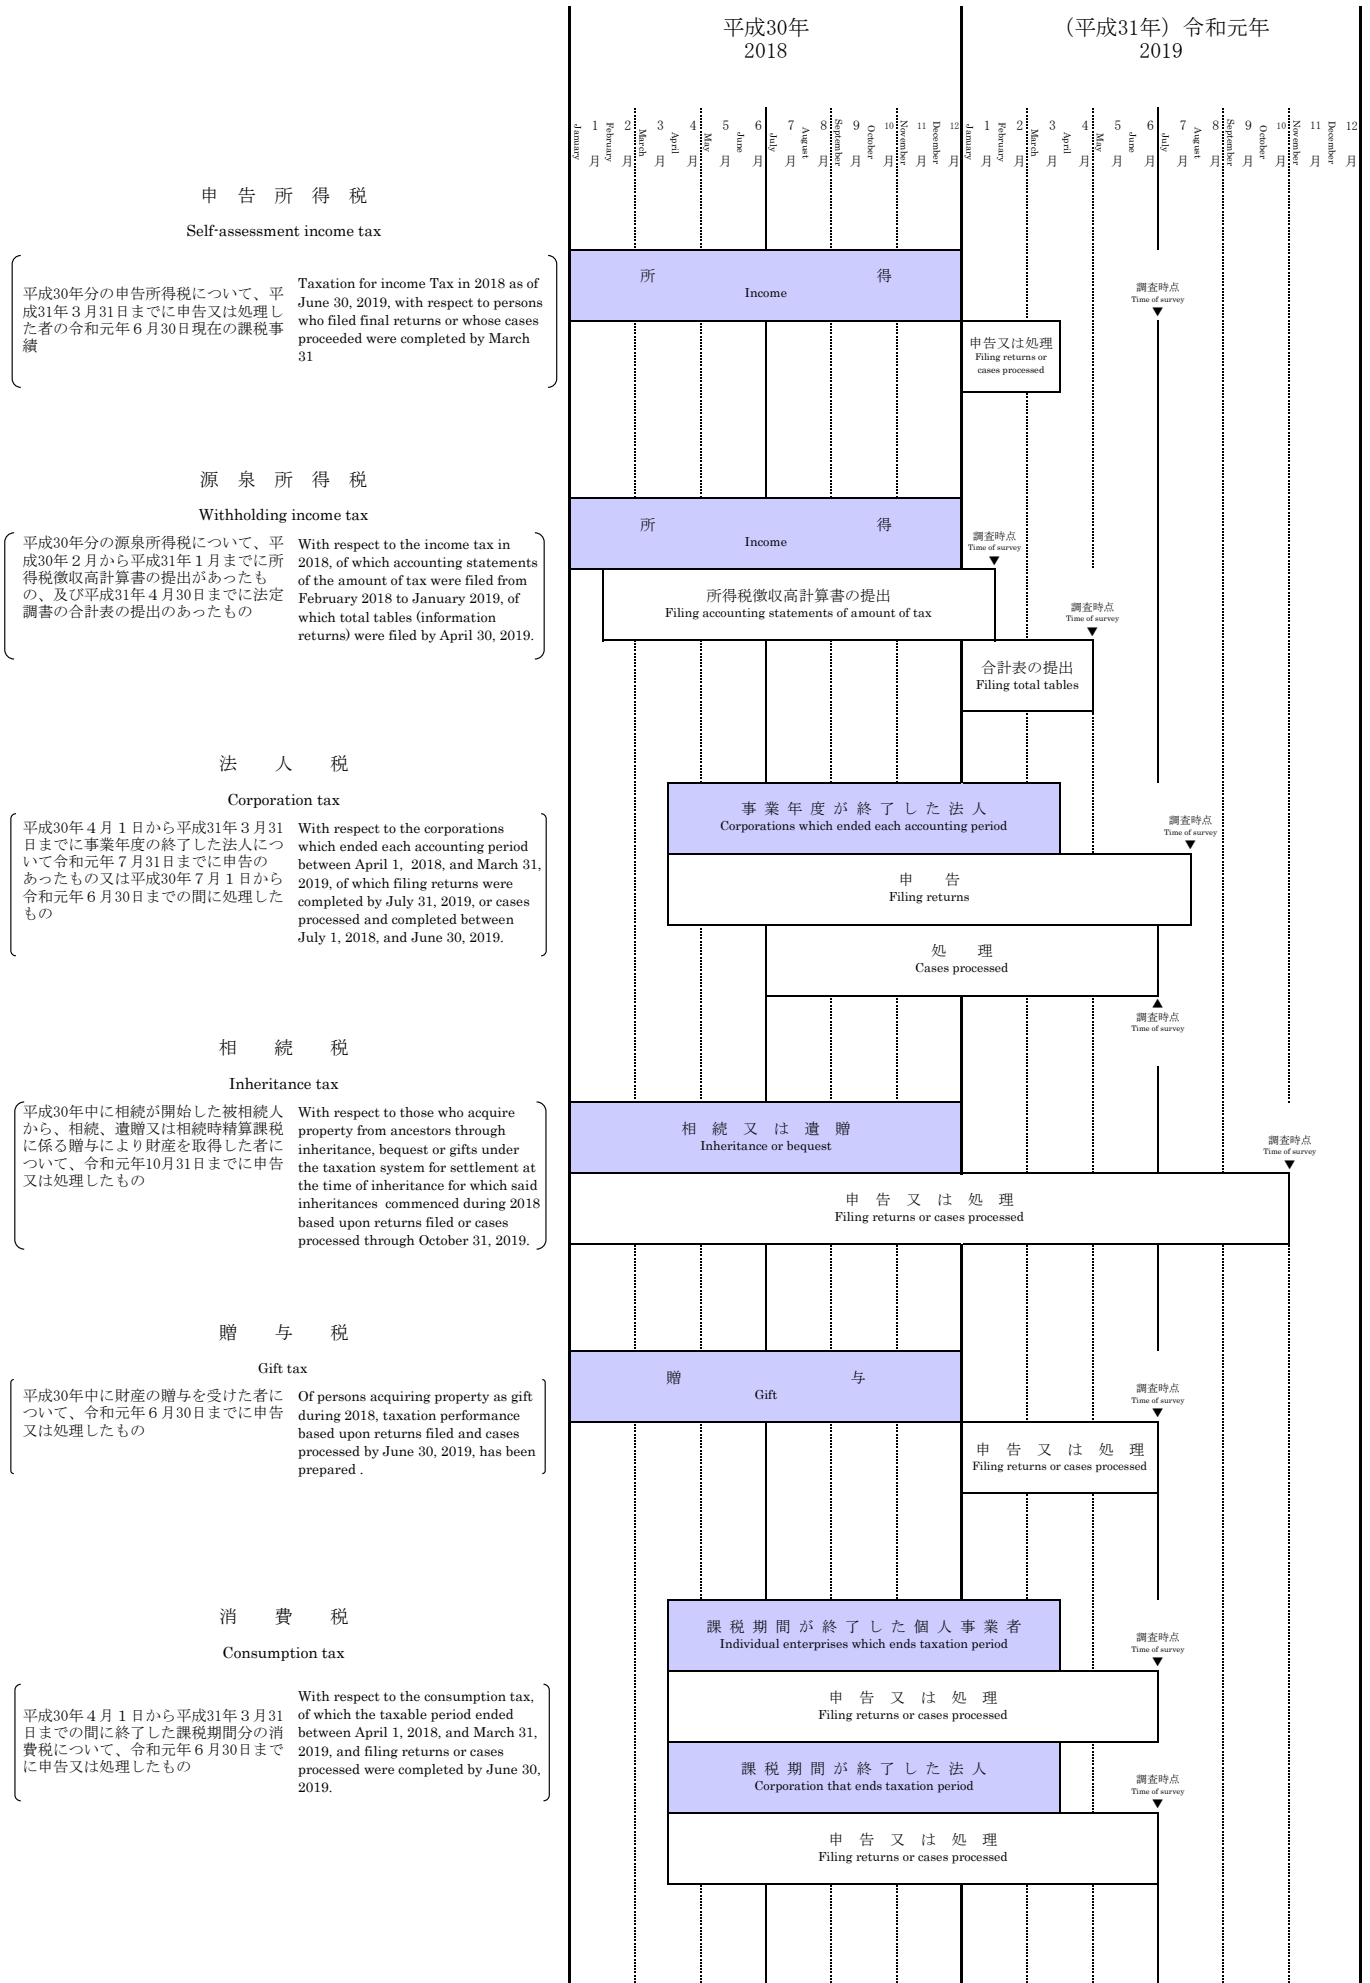 平成30年
2018
（平成31年）令和元年
2019
1月 2月 3月 4月 5月 6月 7月 8月 9月 10月 11月 12月 1月 2月 3月 4月 5月 6月 7月 8月 9月 10月 11月 12月
January February March April May June July August September October November December January February March April May June July August September October November December
申告所得税
Self-assessment income tax
平成30年分の申告所得税について、平
成31年３月31日までに申告又は処理し
た者の令和元年６月30日現在の課税事
績
Taxation for income Tax in 2018 as of
June 30, 2019, with respect to persons
who filed final returns or whose cases
proceeded were completed by March
31
所得
Income
調査時点
Time of survey
▼
申告又は処理
Filing returns or
cases processed
源泉所得税
Withholding income tax
平成30年分の源泉所得税について、平
成30年２月から平成31年１月までに所
得税徴収高計算書の提出があったも
の、及び平成31年４月30日までに法定
調書の合計表の提出のあったもの
With respect to the income tax in
2018, of which accounting statements
of the amount of tax were filed from
February 2018 to January 2019, of
which total tables (information
returns) were filed by April 30, 2019.
所得
Income
調査時点
Time of survey
▼
所得税徴収高計算書の提出
Filing accounting statements of amount of tax
調査時点
Time of survey
▼
合計表の提出
Filing total tables
法人税
Corporation tax
平成30年４月１日から平成31年３月31
日までに事業年度の終了した法人につ
いて令和元年７月31日までに申告の
あったもの又は平成30年７月１日から
令和元年６月30日までの間に処理した
もの
With respect to the corporations
which ended each accounting period
between April 1, 2018, and March 31,
2019, of which filing returns were
completed by July 31, 2019, or cases
processed and completed between
July 1, 2018, and June 30, 2019.
事業年度が終了した法人
Corporations which ended each accounting period
調査時点
Time of survey
▼
申告
Filing returns
処理
Cases processed
▲
調査時点
Time of survey
相続税
Inheritance tax
平成30年中に相続が開始した被相続人
から、相続、遺贈又は相続時精算課税
に係る贈与により財産を取得した者に
ついて、令和元年10月31日までに申告
又は処理したもの
With respect to those who acquire
property from ancestors through
inheritance, bequest or gifts under
the taxation system for settlement at
the time of inheritance for which said
inheritances commenced during 2018
based upon returns filed or cases
processed through October 31, 2019.
相続又は遺贈
Inheritance or bequest
調査時点
Time of survey
▼
申告又は処理
Filing returns or cases processed
贈与税
Gift tax
平成30年中に財産の贈与を受けた者に
ついて、令和元年６月30日までに申告
又は処理したもの
Of persons acquiring property as gift
during 2018, taxation performance
based upon returns filed and cases
processed by June 30, 2019, has been
prepared .
贈与
Gift
調査時点
Time of survey
▼
申告又は処理
Filing returns or cases processed
消費税
Consumption tax
平成30年４月１日から平成31年３月31
日までの間に終了した課税期間分の消
費税について、令和元年６月30日まで
に申告又は処理したもの
With respect to the consumption tax,
of which the taxable period ended
between April 1, 2018, and March 31,
2019, and filing returns or cases
processed were completed by June 30,
2019.
課税期間が終了した個人事業者
Individual enterprises which ends taxation period
調査時点
Time of survey
▼
申告又は処理
Filing returns or cases processed
課税期間が終了した法人
Corporation that ends taxation period
調査時点
Time of survey
▼
申告又は処理
Filing returns or cases processed